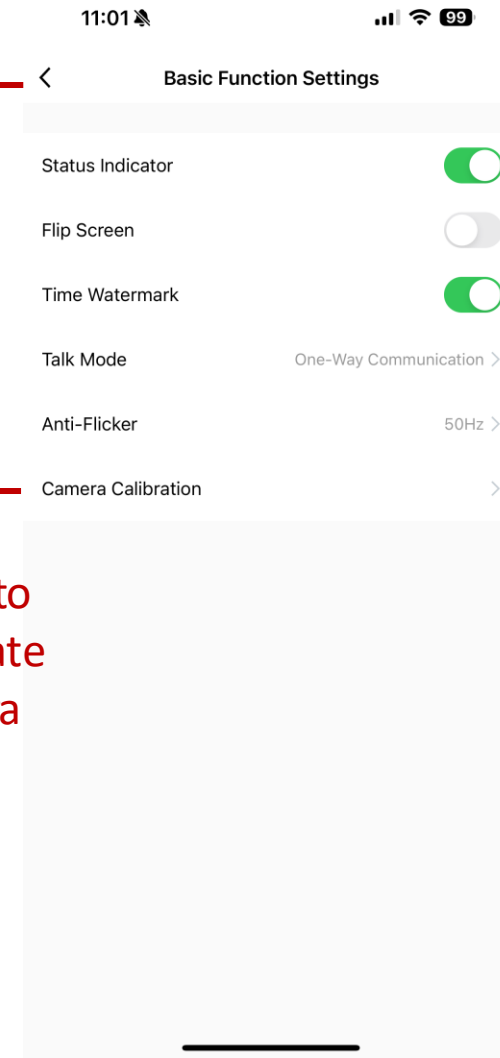 11:01 99
Basic Function Settings
Status Indicator
Flip Screen
Time Watermark
Talk Mode One-Way Communication
Anti-Flicker 50Hz
Camera Calibration
to